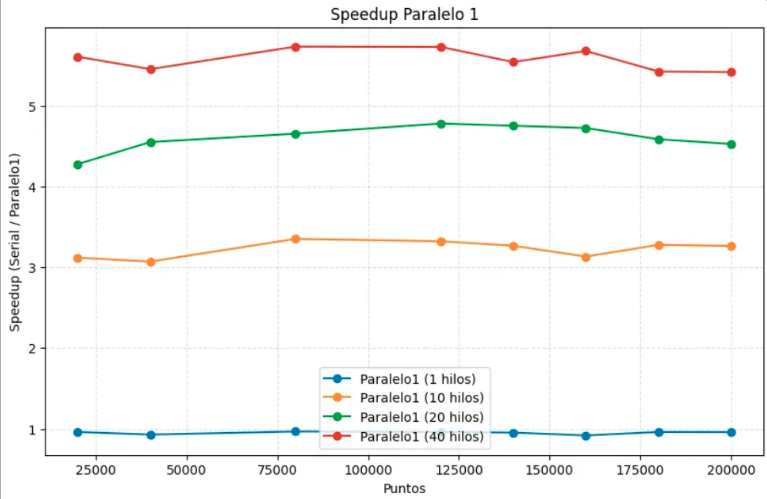 Speedup Paralelo 1
Speedup (Serial / Paralelo1)
5
4
3
2
1
Paralelo1 (1 hilos)
Paralelo1 (10 hilos)
Paralelo1 (20 hilos)
Paralelo1 (40 hilos)
25000 50000 75000 100000 125000 150000 175000 200000
Puntos